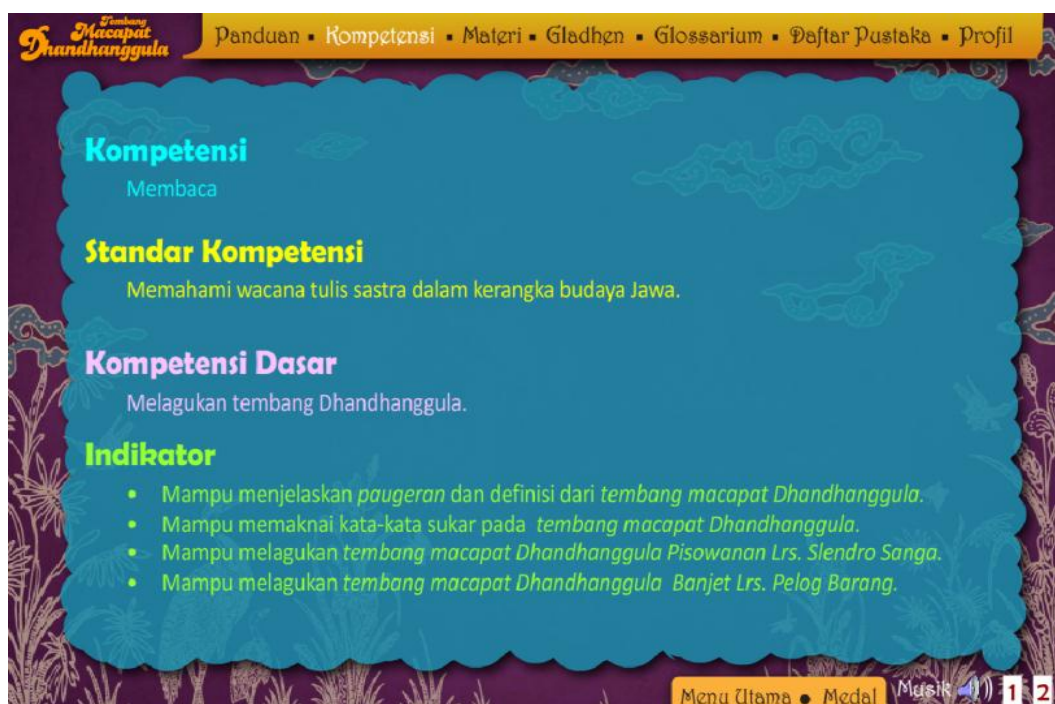 Tembang
Macapat
Dhandhanggula
Panduan ▪ Kompetensi ▪ Materi ▪ Gladhen ▪ Glossarium ▪ Daftar Pustaka ▪ Profil
Kompetensi
Membaca
Standar Kompetensi
Memahami wacana tulis sastra dalam kerangka budaya Jawa.
Kompetensi Dasar
Melagukan tembang Dhandhanggula.
Indikator
• Mampu menjelaskan paugeran dan definisi dari tembang macapat Dhandhanggula.
• Mampu memaknai kata-kata sukar pada tembang macapat Dhandhanggula.
• Mampu melagukan tembang macapat Dhandhanggula Pisowanan Lrs. Slendro Sanga.
• Mampu melagukan tembang macapat Dhandhanggula Banjet Lrs. Pelog Barang.
Menu Utama ● Medal Musik 1 2